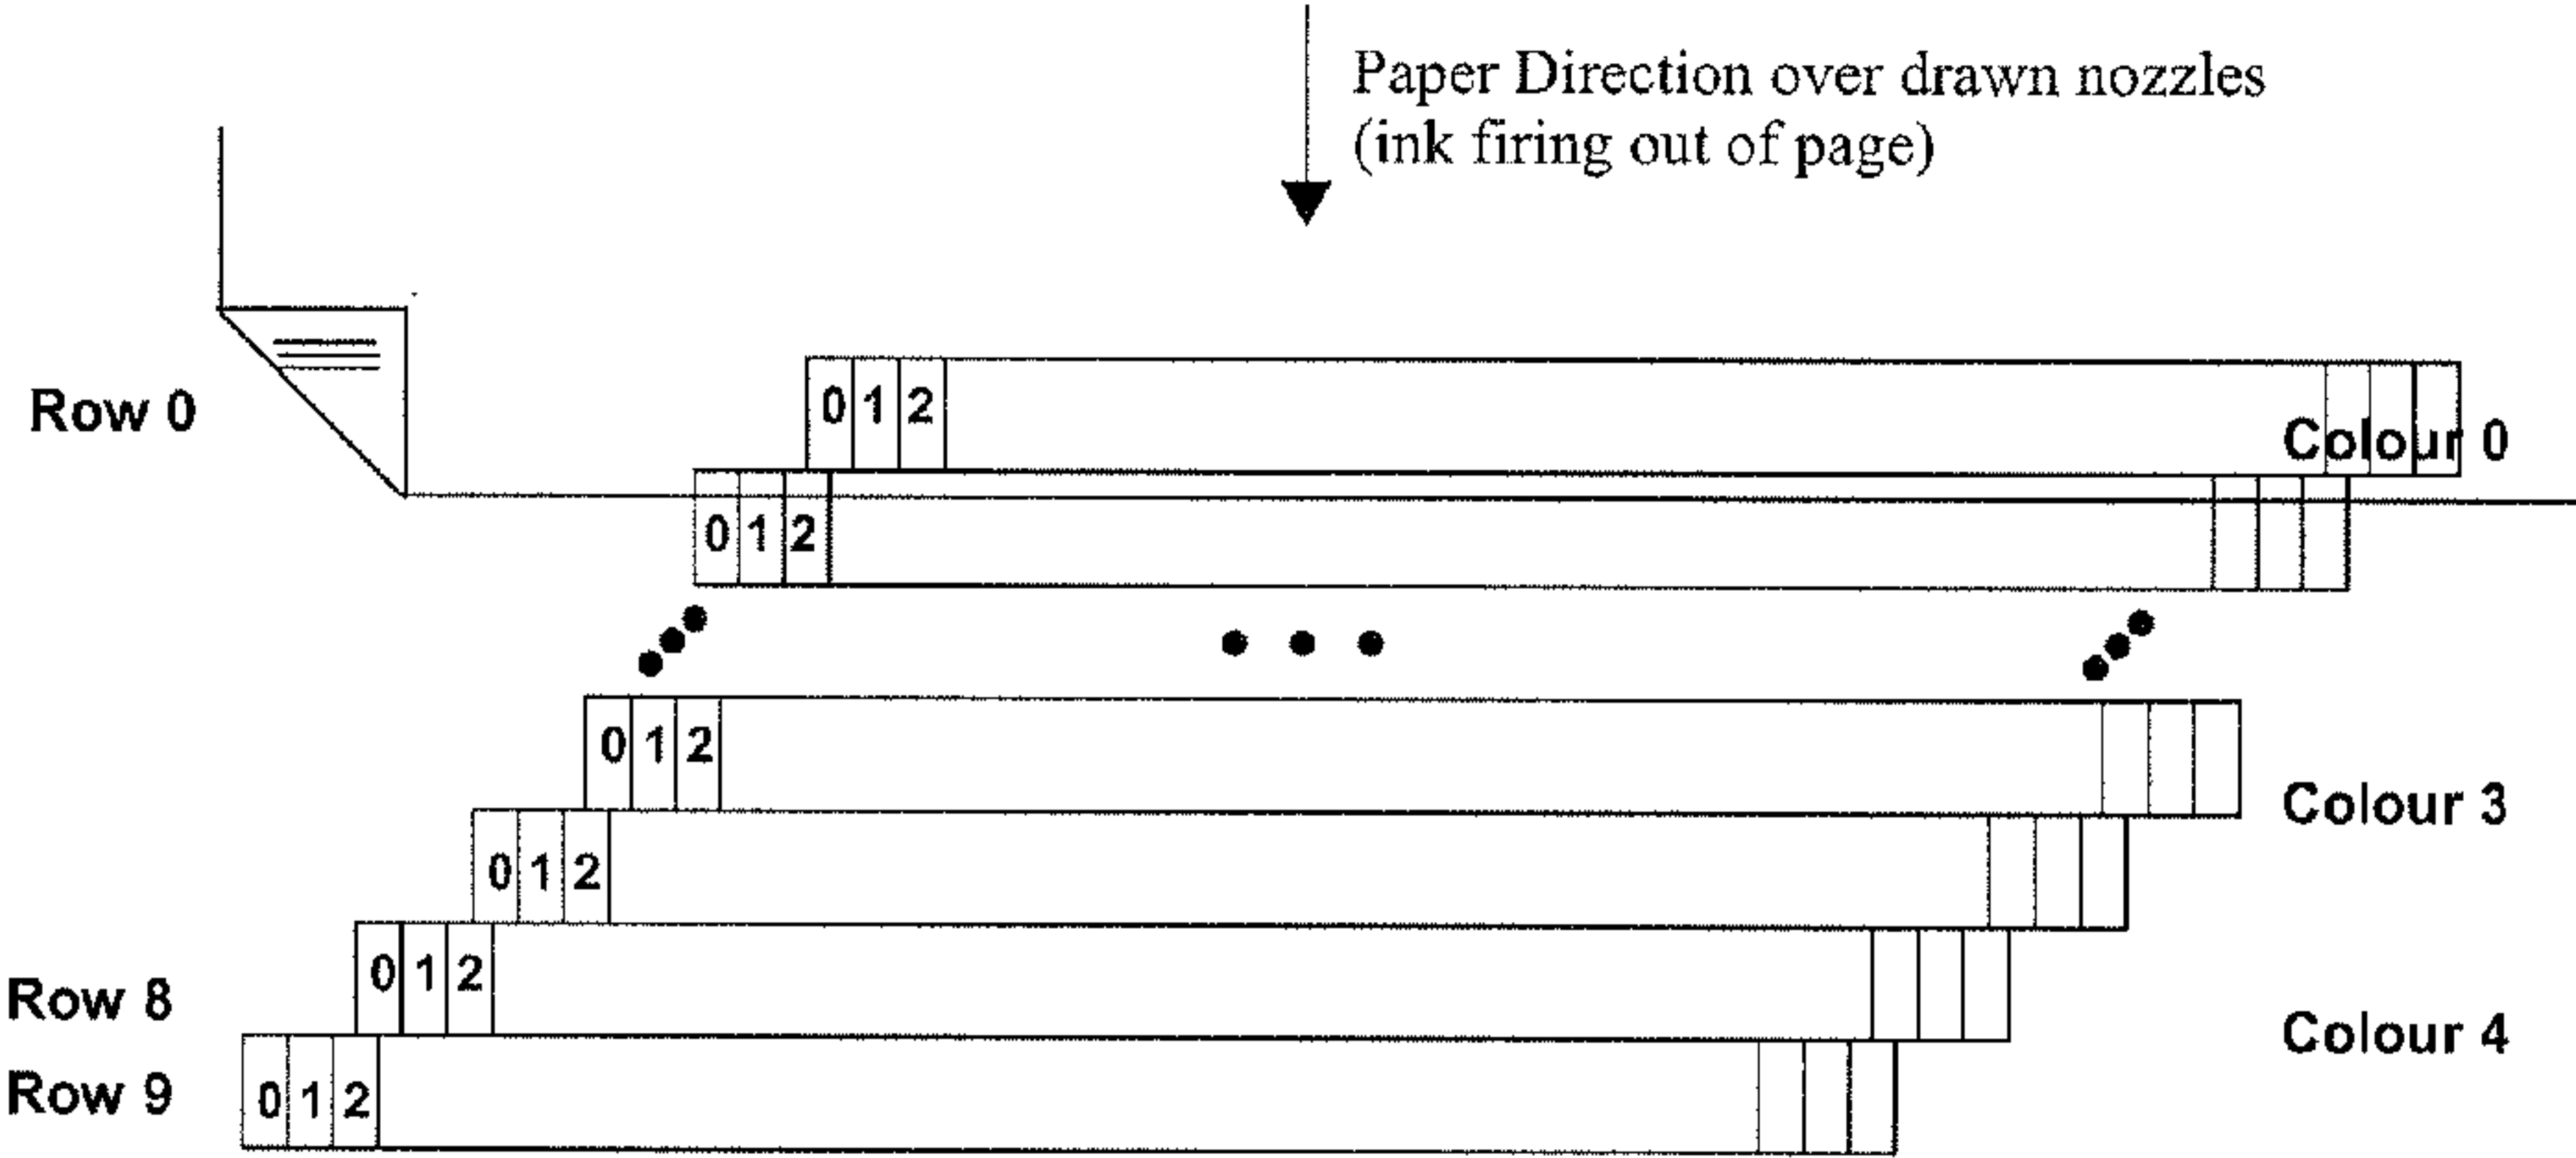 Paper Direction over drawn nozzles
(ink firing out of page)
Row 0
0 1 2
Colour 0
0 1 2
0 1 2
Colour 3
0 1 2
0 1 2
Row 8
Colour 4
0 1 2
Row 9